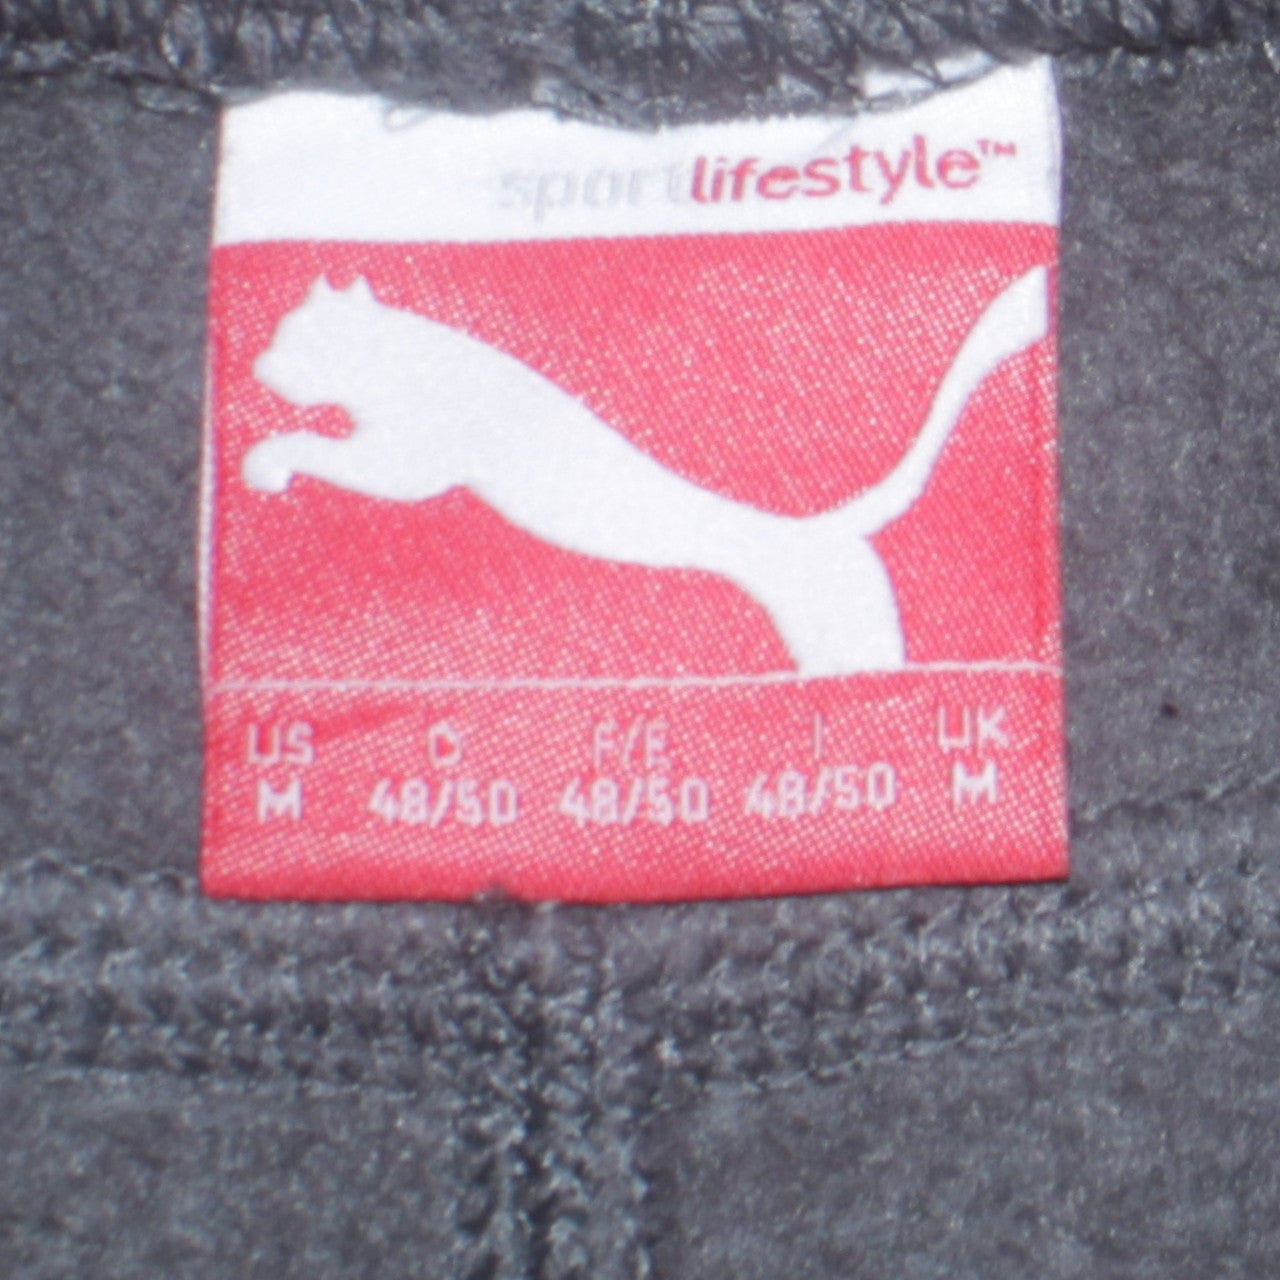 sportlifestyle™
US D F/E I UK
M 48/50 48/50 48/50 M